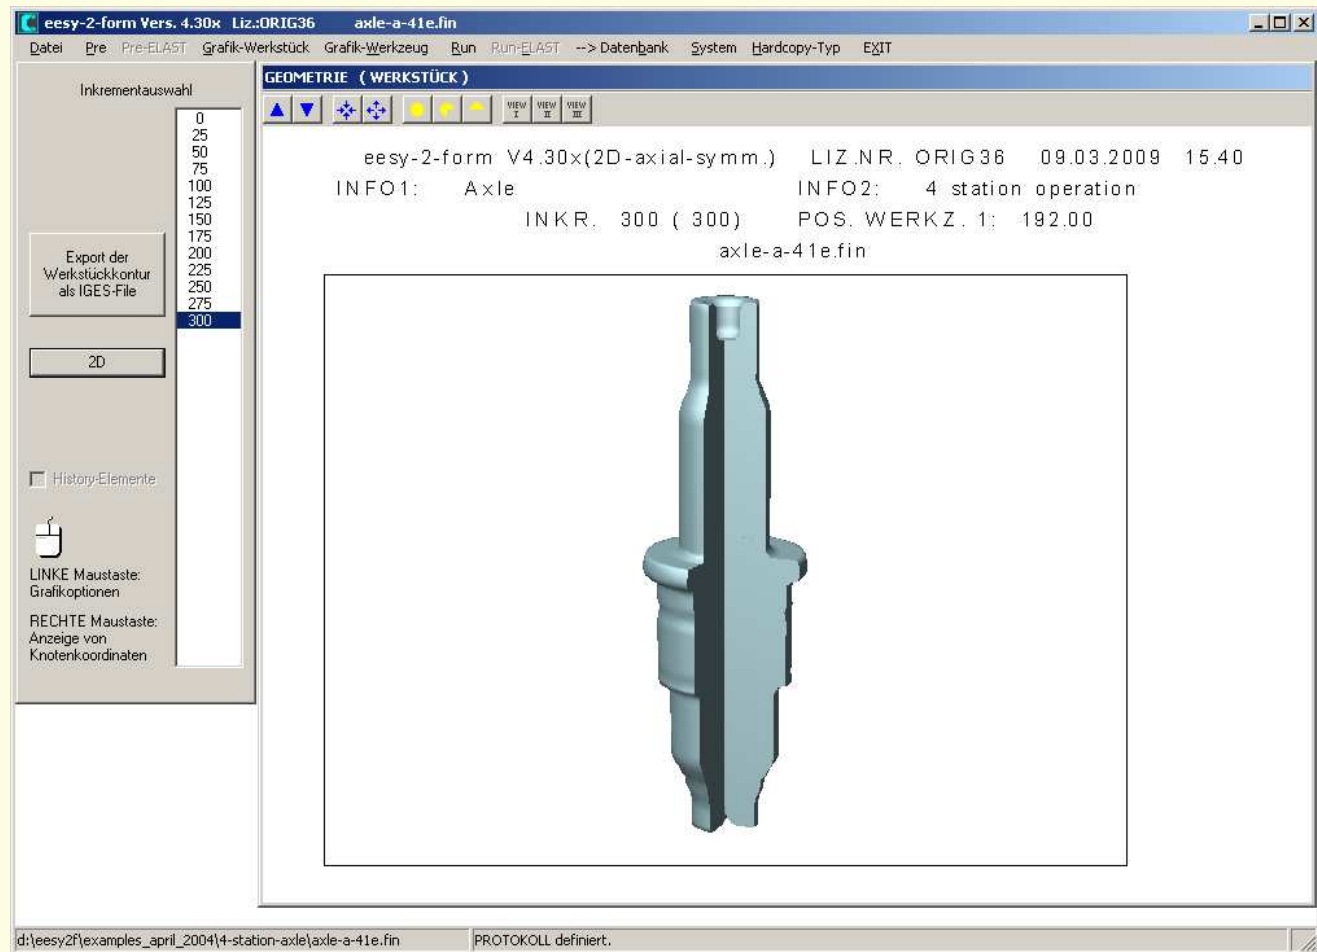 eesy-2-form Vers. 4.30x Liz.:ORIG36 axle-a-41e.fin
Datei Pre Pre-ELAST Grafik-Werkstück Grafik-Werkzeug Run Run-ELAST --> Datenbank System Hardcopy-Typ EXIT
Inkrementauswahl
0
25
50
75
100
125
150
175
200
225
250
275
300
Export der
Werkstückkontur
als IGES-File
2D
History-Elemente
LINKE Maustaste:
Grafikoptionen
RECHTE Maustaste:
Anzeige von
Knotenkoordinaten
GEOMETRIE ( WERKSTÜCK )
VIEW I VIEW II VIEW III
eesy-2-form V4.30x(2D-axial-symm.) LIZ.NR. ORIG36 09.03.2009 15.40
INFO1: Axle INFO2: 4 station operation
INKR. 300 ( 300) POS. WERKZ. 1: 192.00
axle-a-41e.fin
d:\eesy2f\examples_april_2004\4-station-axle\axle-a-41e.fin PROTOKOLL definiert.